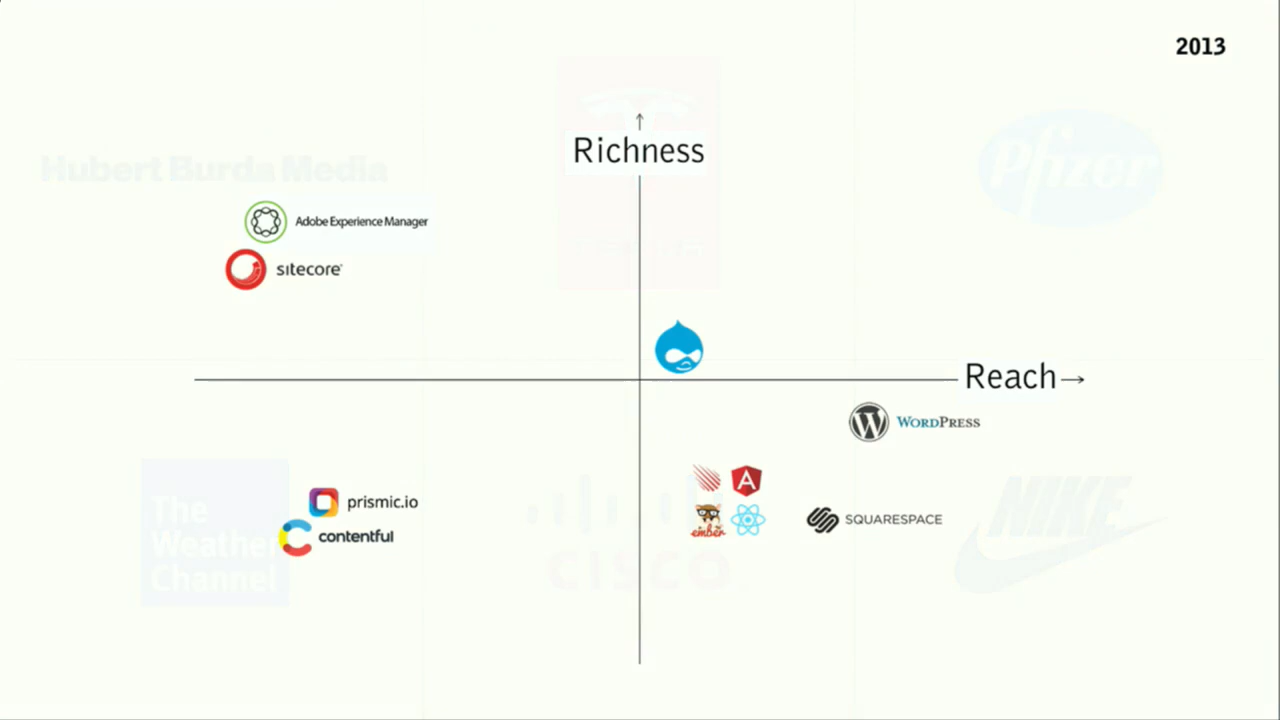 2013
Richness
Hubert Burda Media
Pfizer
Adobe Experience Manager
sitecore
Reach
WORDPRESS
The
Weather
Channel
prismic.io
contentful
A
ember
SQUARESPACE
NIKE
CISCO